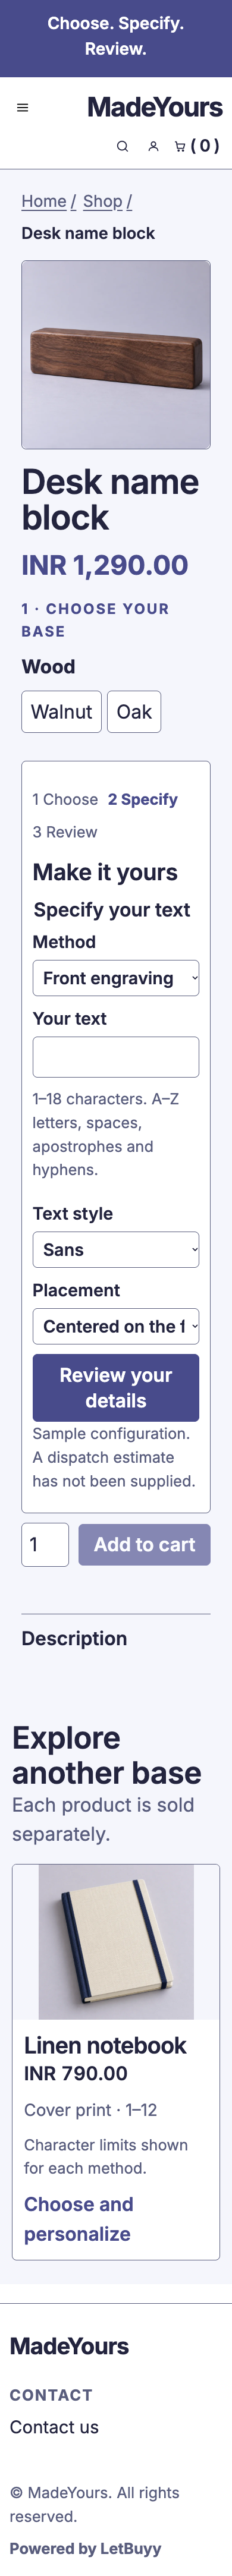 Choose. Specify.
Review.
MadeYours
( 0 )
Home / Shop /
Desk name block
Desk name
block
INR 1,290.00
1 · CHOOSE YOUR
BASE
Wood
Walnut
Oak
1 Choose 2 Specify
3 Review
Make it yours
Specify your text
Method
Front engraving
Your text
1–18 characters. A–Z
letters, spaces,
apostrophes and
hyphens.
Text style
Sans
Placement
Centered on the f
Review your
details
Sample configuration.
A dispatch estimate
has not been supplied.
1
Add to cart
Description
Explore
another base
Each product is sold
separately.
Linen notebook
INR 790.00
Cover print · 1–12
Character limits shown
for each method.
Choose and
personalize
MadeYours
CONTACT
Contact us
© MadeYours. All rights
reserved.
Powered by LetBuyy